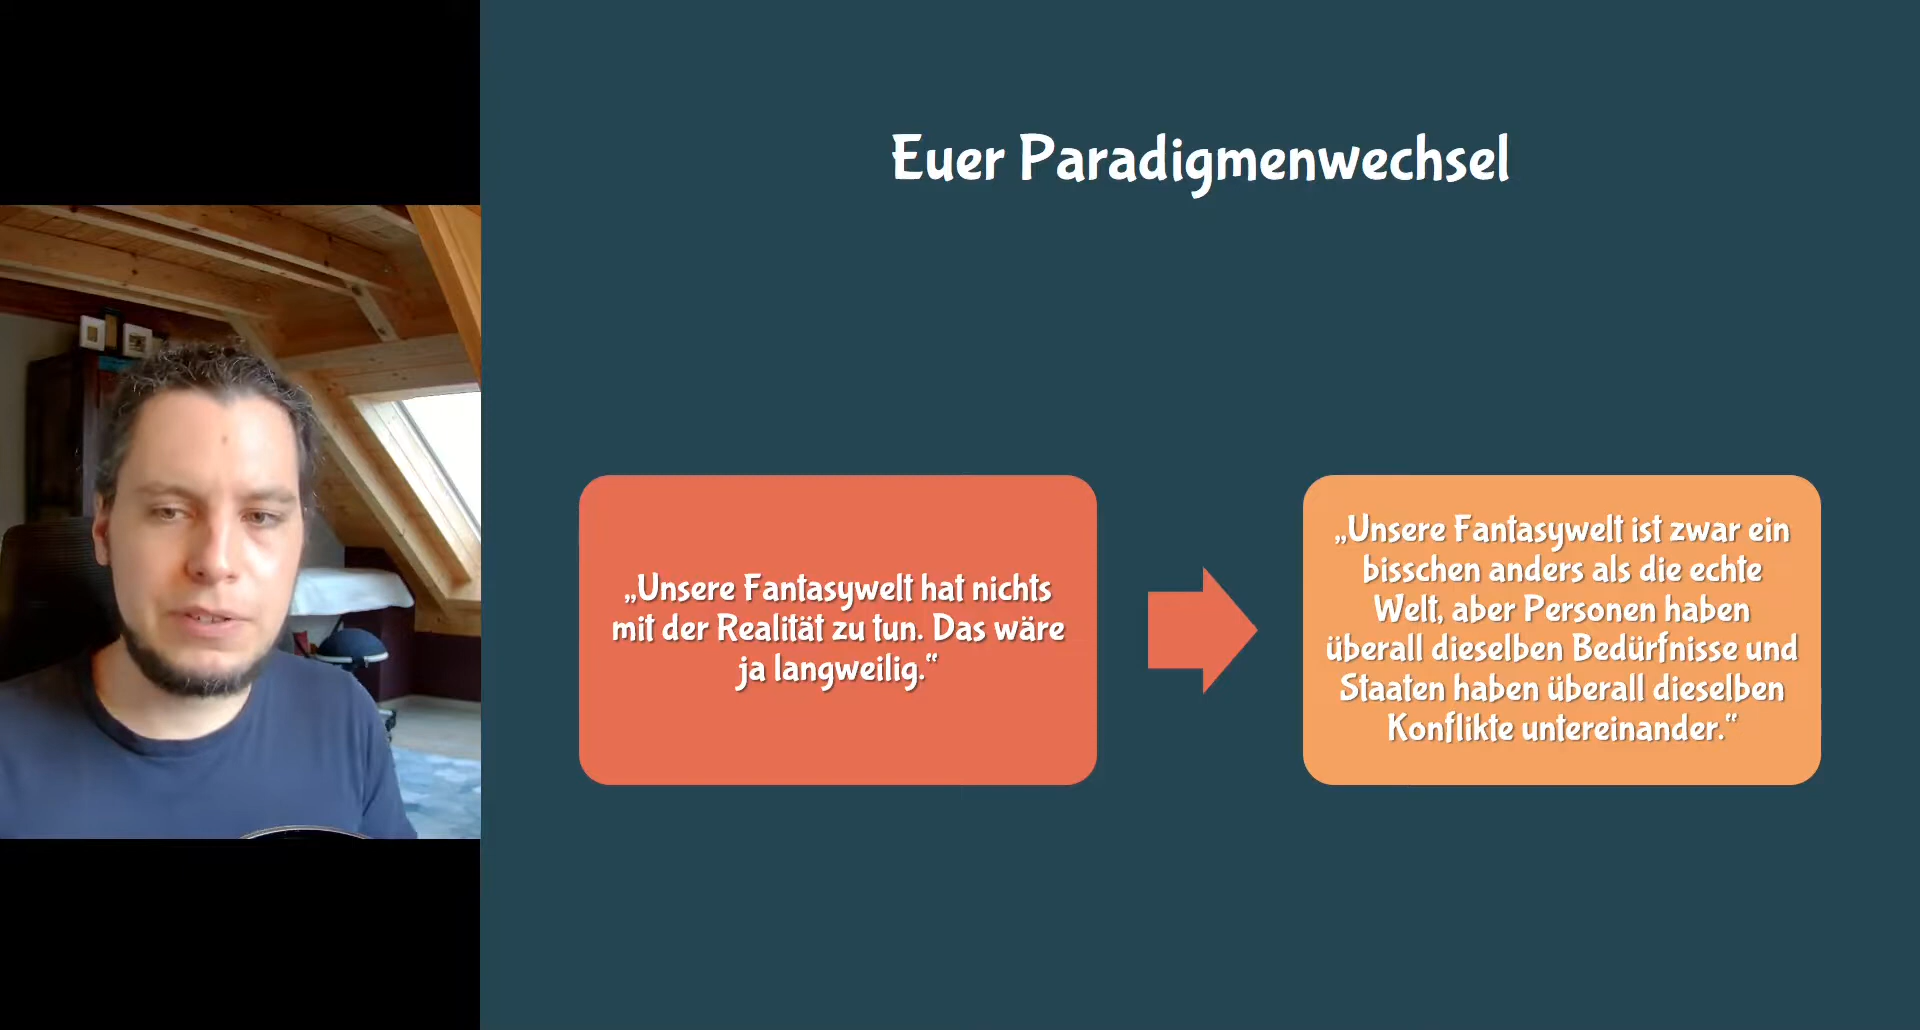 Euer Paradigmenwechsel
„Unsere Fantasywelt hat nichts
mit der Realität zu tun. Das wäre
ja langweilig.“
„Unsere Fantasywelt ist zwar ein
bisschen anders als die echte
Welt, aber Personen haben
überall dieselben Bedürfnisse und
Staaten haben überall dieselben
Konflikte untereinander.“